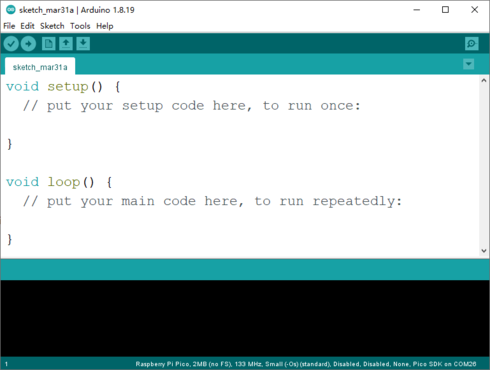 sketch_mar31a | Arduino 1.8.19
File Edit Sketch Tools Help
sketch_mar31a
void setup() {
  // put your setup code here, to run once:
}
void loop() {
  // put your main code here, to run repeatedly:
}
1
Raspberry Pi Pico, 2MB (no FS), 133 MHz, Small (-Os) (standard), Disabled, Disabled, None, Pico SDK on COM26